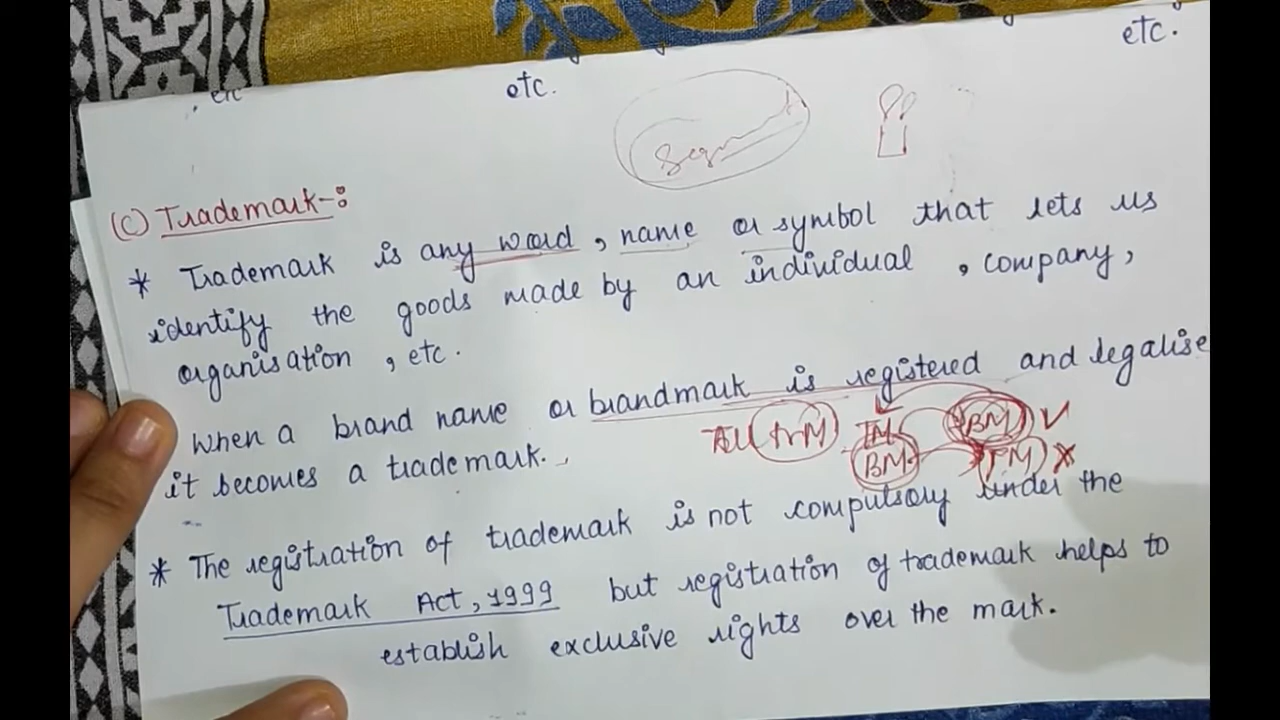 etc.
etc.
etc
(C) Trademark-:
* Trademark is any word, name or symbol that lets us
identify the goods made by an individual, company,
organisation, etc.
When a brand name or brandmark is registered and legalise
TM BM ✓
BM TM ✗
it becomes a trademark.
* The registration of trademark is not compulsory under the
Trademark Act, 1999 but registration of trademark helps to
establish exclusive rights over the mark.